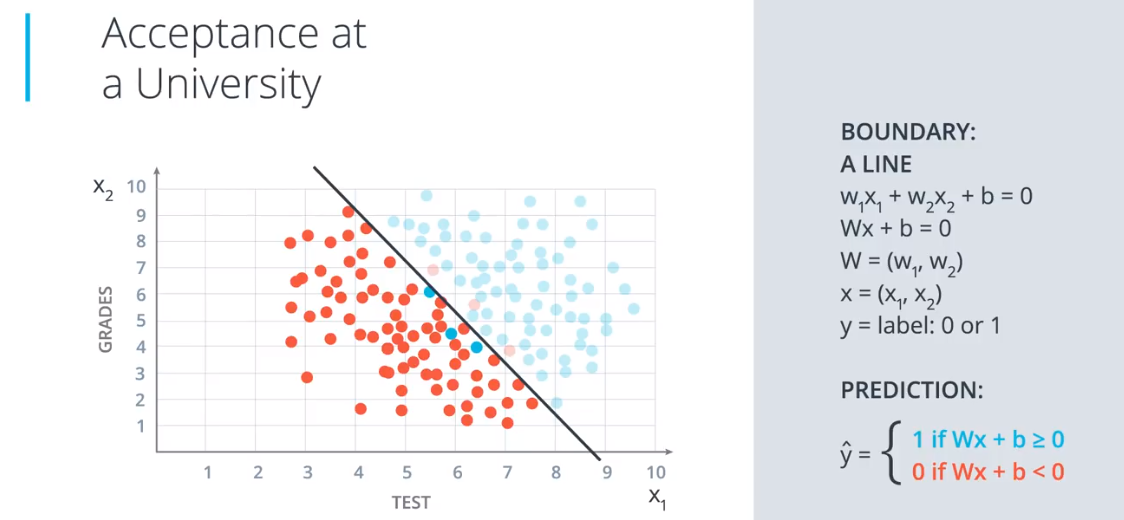 Acceptance at
a University
x₂
10
9
8
7
6
5
4
3
2
1
GRADES
1 2 3 4 5 6 7 8 9 10
TEST
x₁
BOUNDARY:
A LINE
w₁x₁ + w₂x₂ + b = 0
Wx + b = 0
W = (w₁, w₂)
x = (x₁, x₂)
y = label: 0 or 1
PREDICTION:
ŷ = { 1 if Wx + b ≥ 0
0 if Wx + b < 0